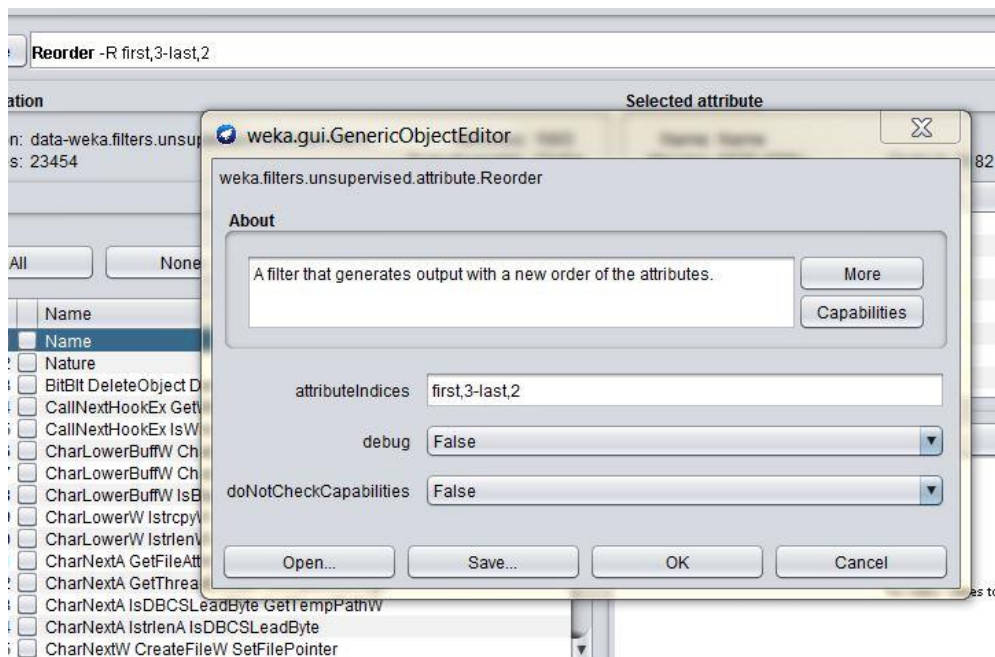 Reorder -R first,3-last,2
ation
Selected attribute
n: data-weka.filters.unsup
s: 23454
82
weka.gui.GenericObjectEditor
weka.filters.unsupervised.attribute.Reorder
About
A filter that generates output with a new order of the attributes.
More
Capabilities
All
None
Name
Name
2 Nature
BitBlt DeleteObject D
CallNextHookEx Get
CallNextHookEx IsW
CharLowerBuffW Ch
CharLowerBuffW Ch
CharLowerBuffW IsB
CharLowerW lstrcpy
CharLowerW lstrlen
CharNextA GetFileAtt
CharNextA GetThrea
CharNextA IsDBCSLeadByte GetTempPathW
CharNextA lstrlenA IsDBCSLeadByte
CharNextW CreateFileW SetFilePointer
attributeIndices first,3-last,2
debug False
doNotCheckCapabilities False
Open... Save... OK Cancel